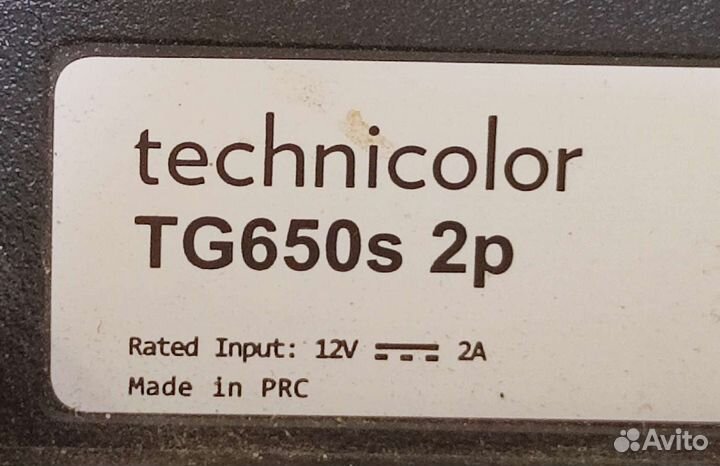 technicolor
TG650s 2p
Rated Input: 12V ⎓ 2A
Made in PRC
Avito